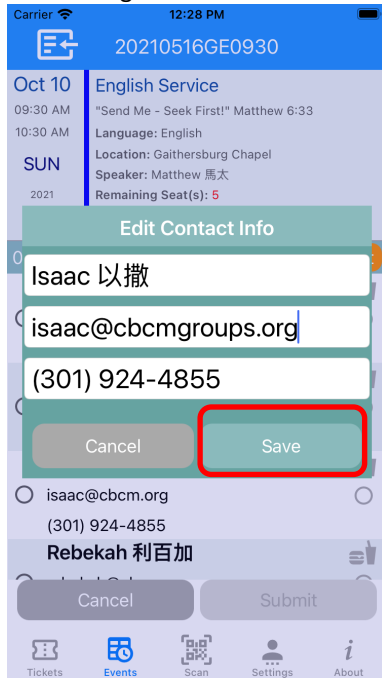 Carrier 12:28 PM
20210516GE0930
Oct 10
09:30 AM
10:30 AM
SUN
2021
English Service
"Send Me - Seek First!" Matthew 6:33
Language: English
Location: Gaithersburg Chapel
Speaker: Matthew 馬太
Remaining Seat(s): 5
Edit Contact Info
Isaac 以撒
isaac@cbcmgroups.org
(301) 924-4855
Cancel Save
isaac@cbcm.org
(301) 924-4855
Rebekah 利百加
Cancel Submit
Tickets Events Scan Settings About